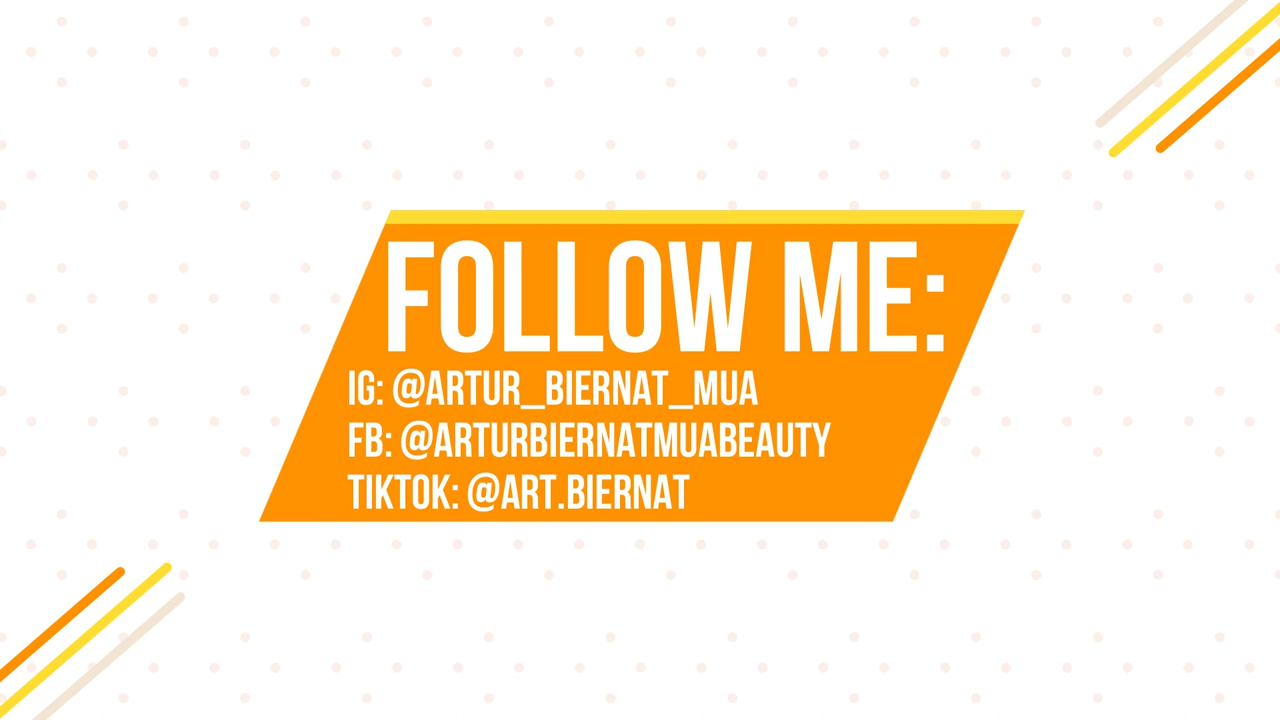 FOLLOW ME:
IG: @ARTUR_BIERNAT_MUA
FB: @ARTURBIERNATMUABEAUTY
TIKTOK: @ART.BIERNAT